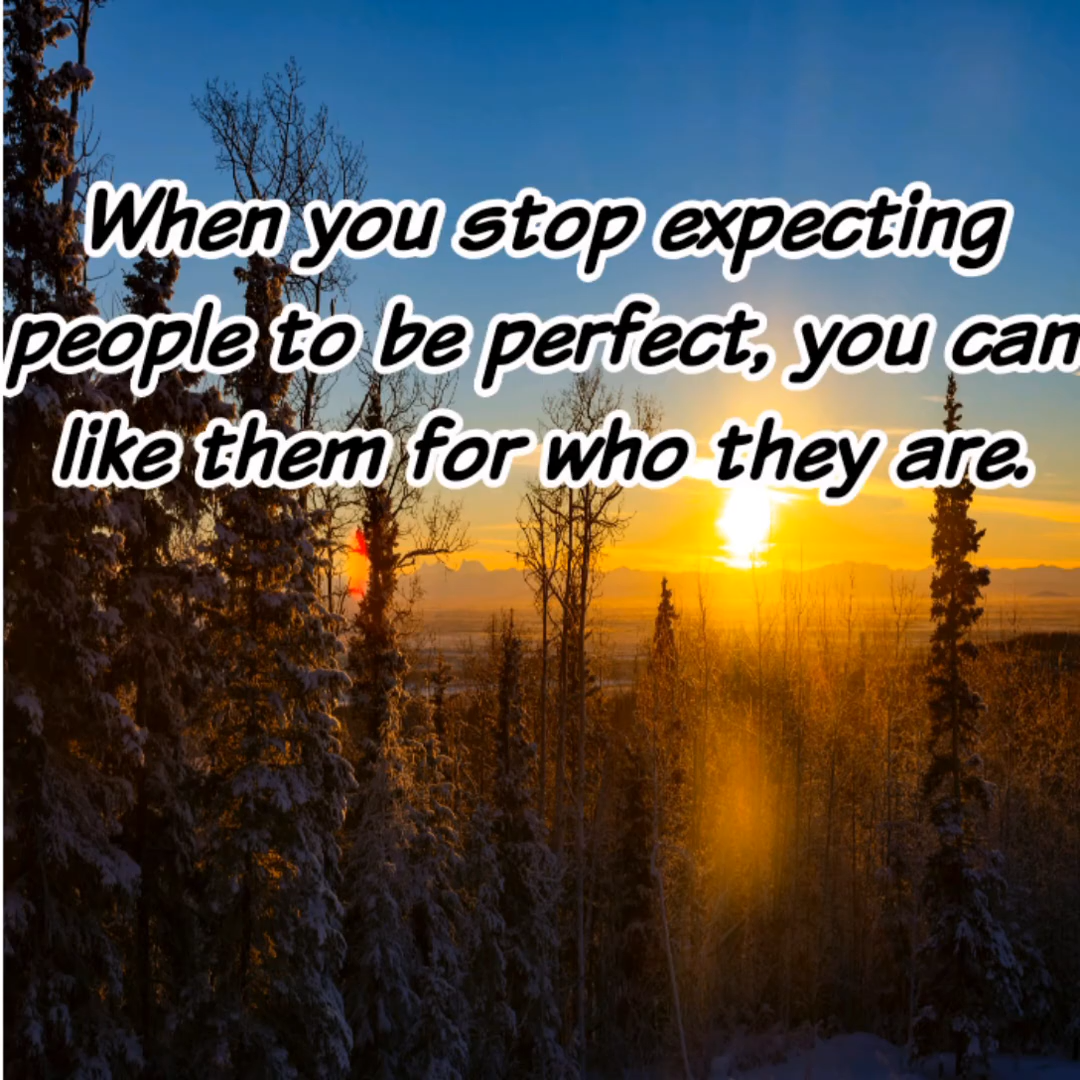 When you stop expecting
people to be perfect, you can
like them for who they are.